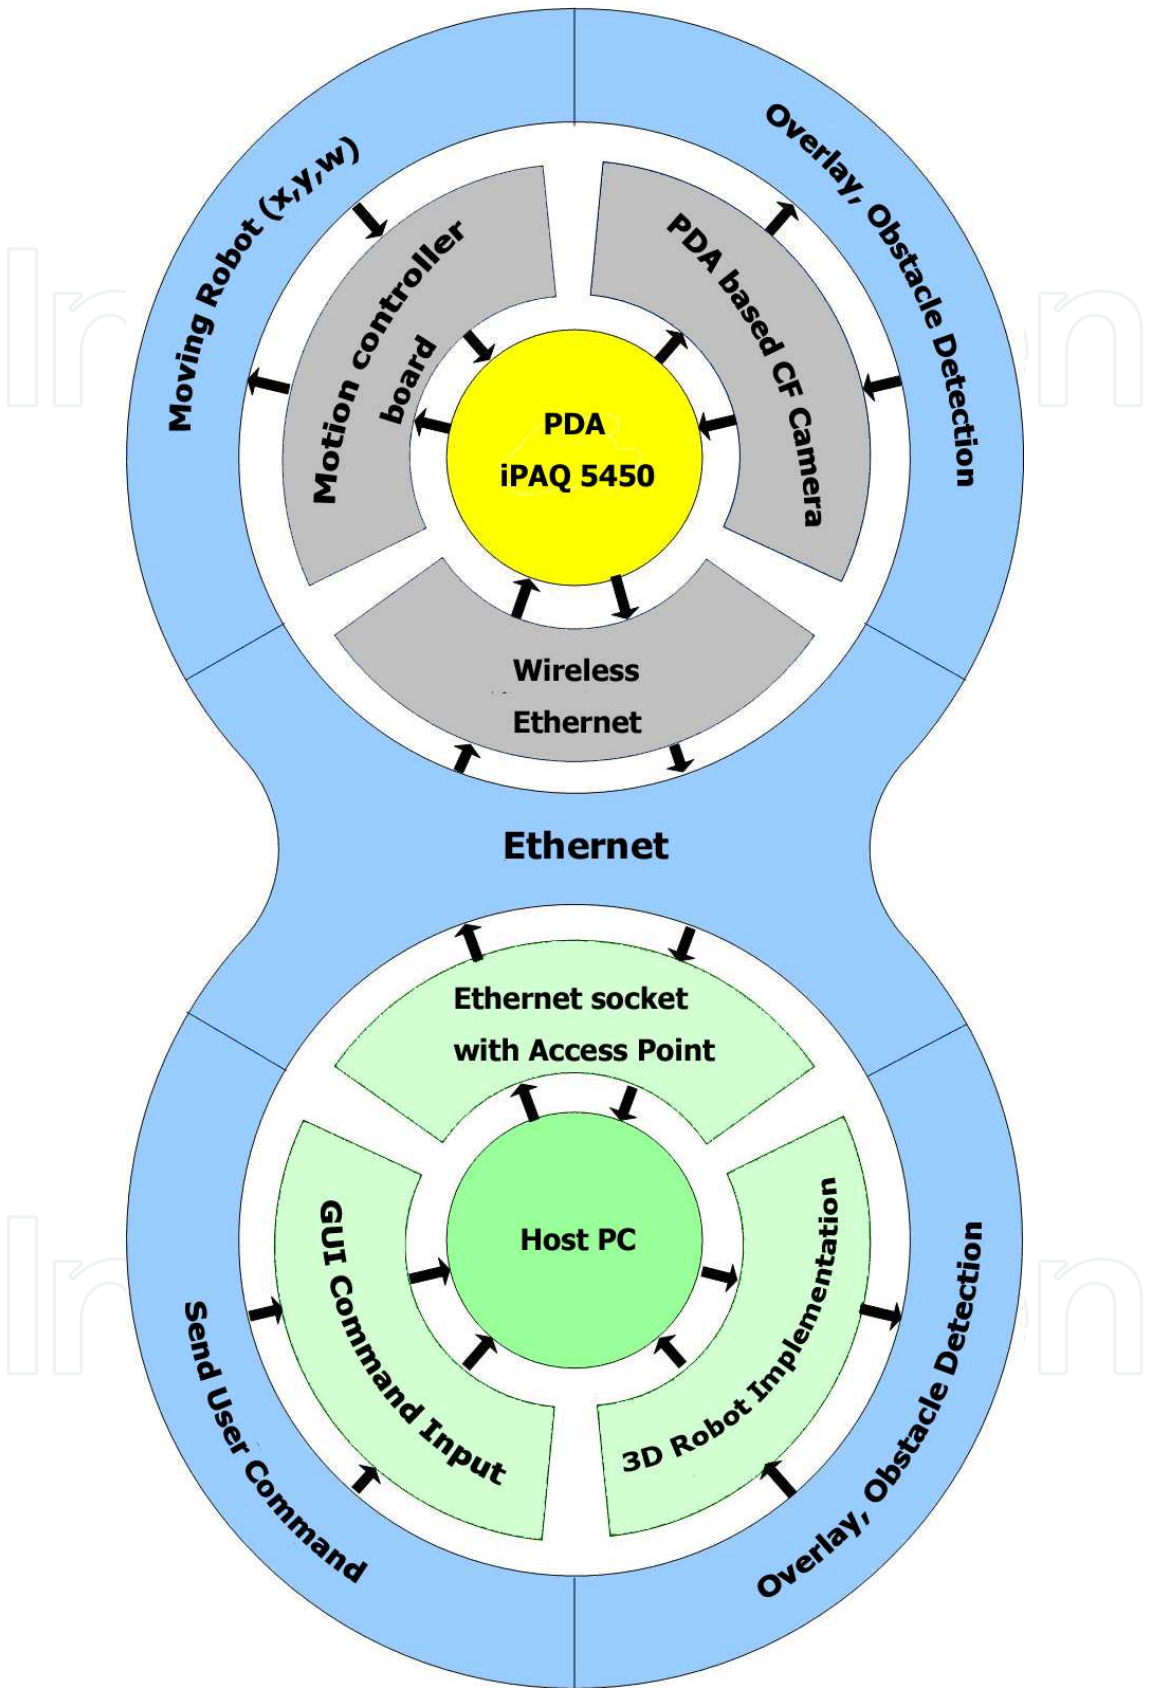 Moving Robot (x,y,w)
Overlay, Obstacle Detection
Motion controller
board
PDA based CF Camera
PDA
iPAQ 5450
Wireless
Ethernet
Ethernet
Ethernet socket
with Access Point
Host PC
GUI Command Input
3D Robot Implementation
Send User Command
Overlay, Obstacle Detection